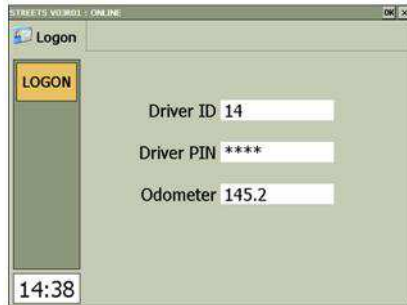 STREETS V03R01 : ONLINE OK ×
Logon
LOGON
Driver ID 14
Driver PIN ****
Odometer 145.2
14:38